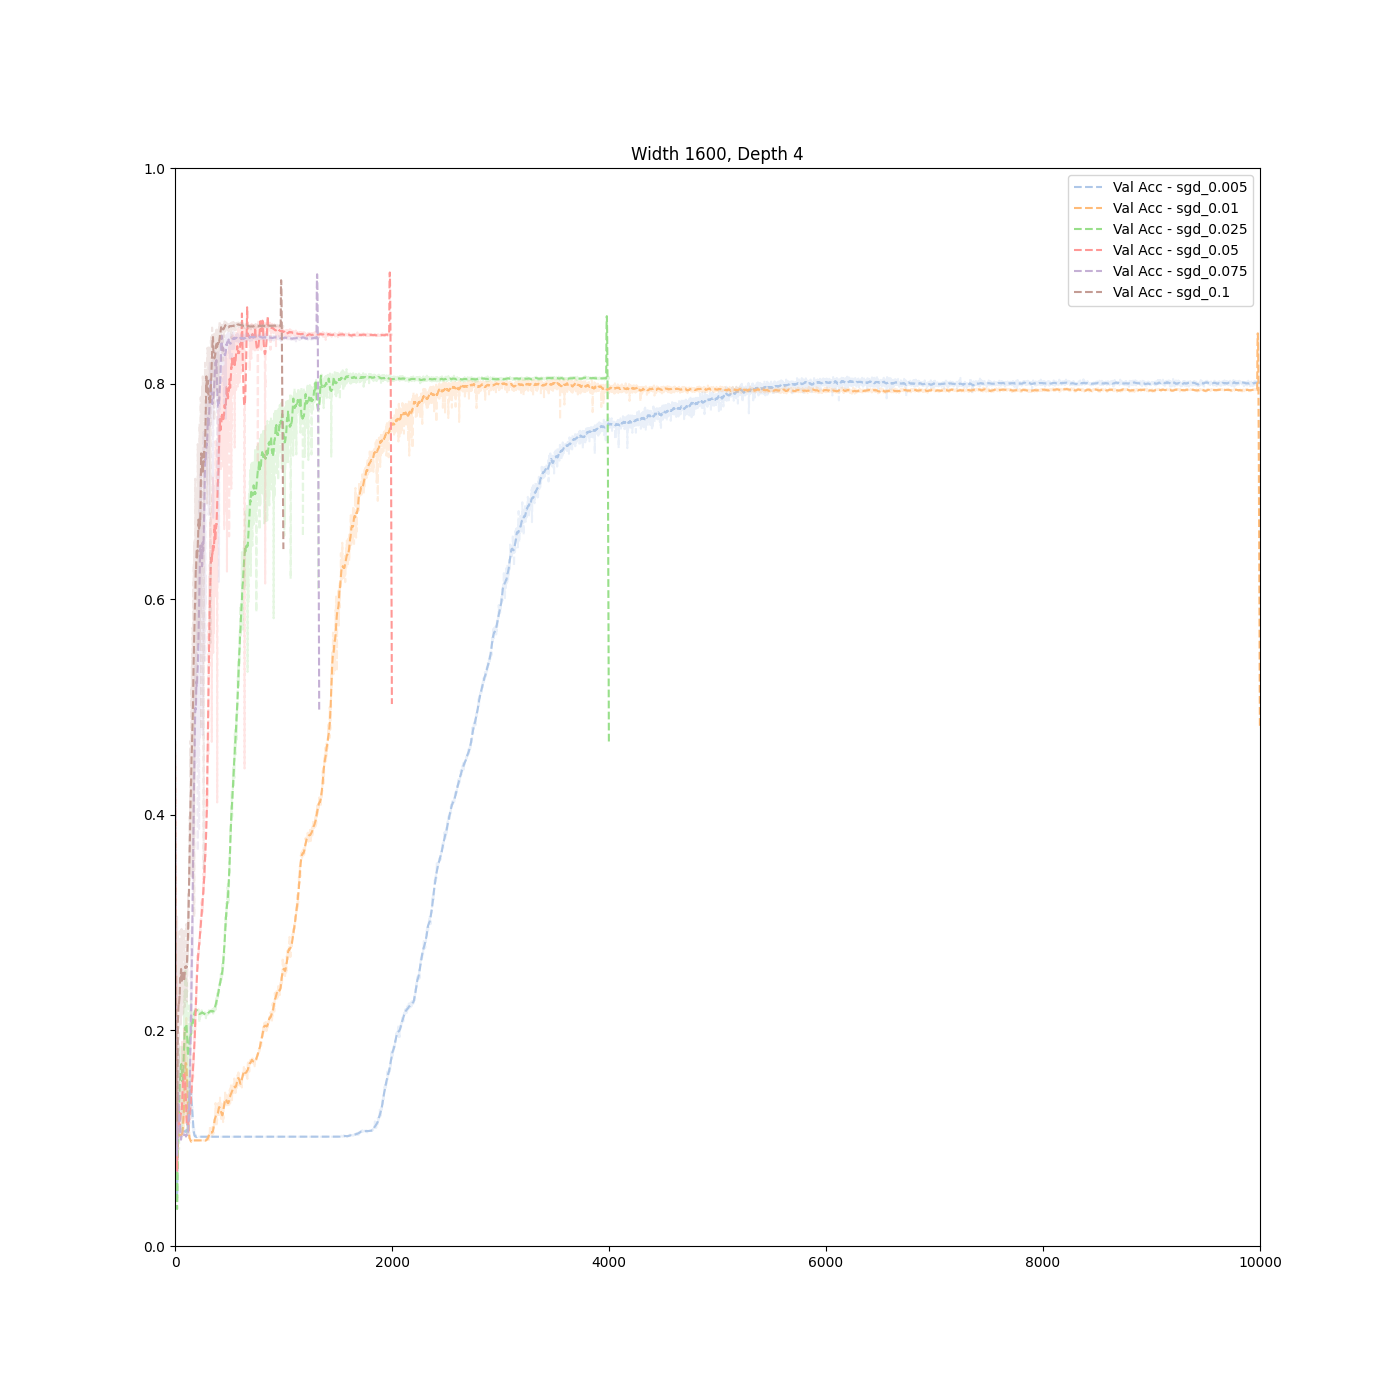 Width 1600, Depth 4
1.0
0.8
0.6
0.4
0.2
0.0
0
2000
4000
6000
8000
10000
Val Acc - sgd_0.005
Val Acc - sgd_0.01
Val Acc - sgd_0.025
Val Acc - sgd_0.05
Val Acc - sgd_0.075
Val Acc - sgd_0.1